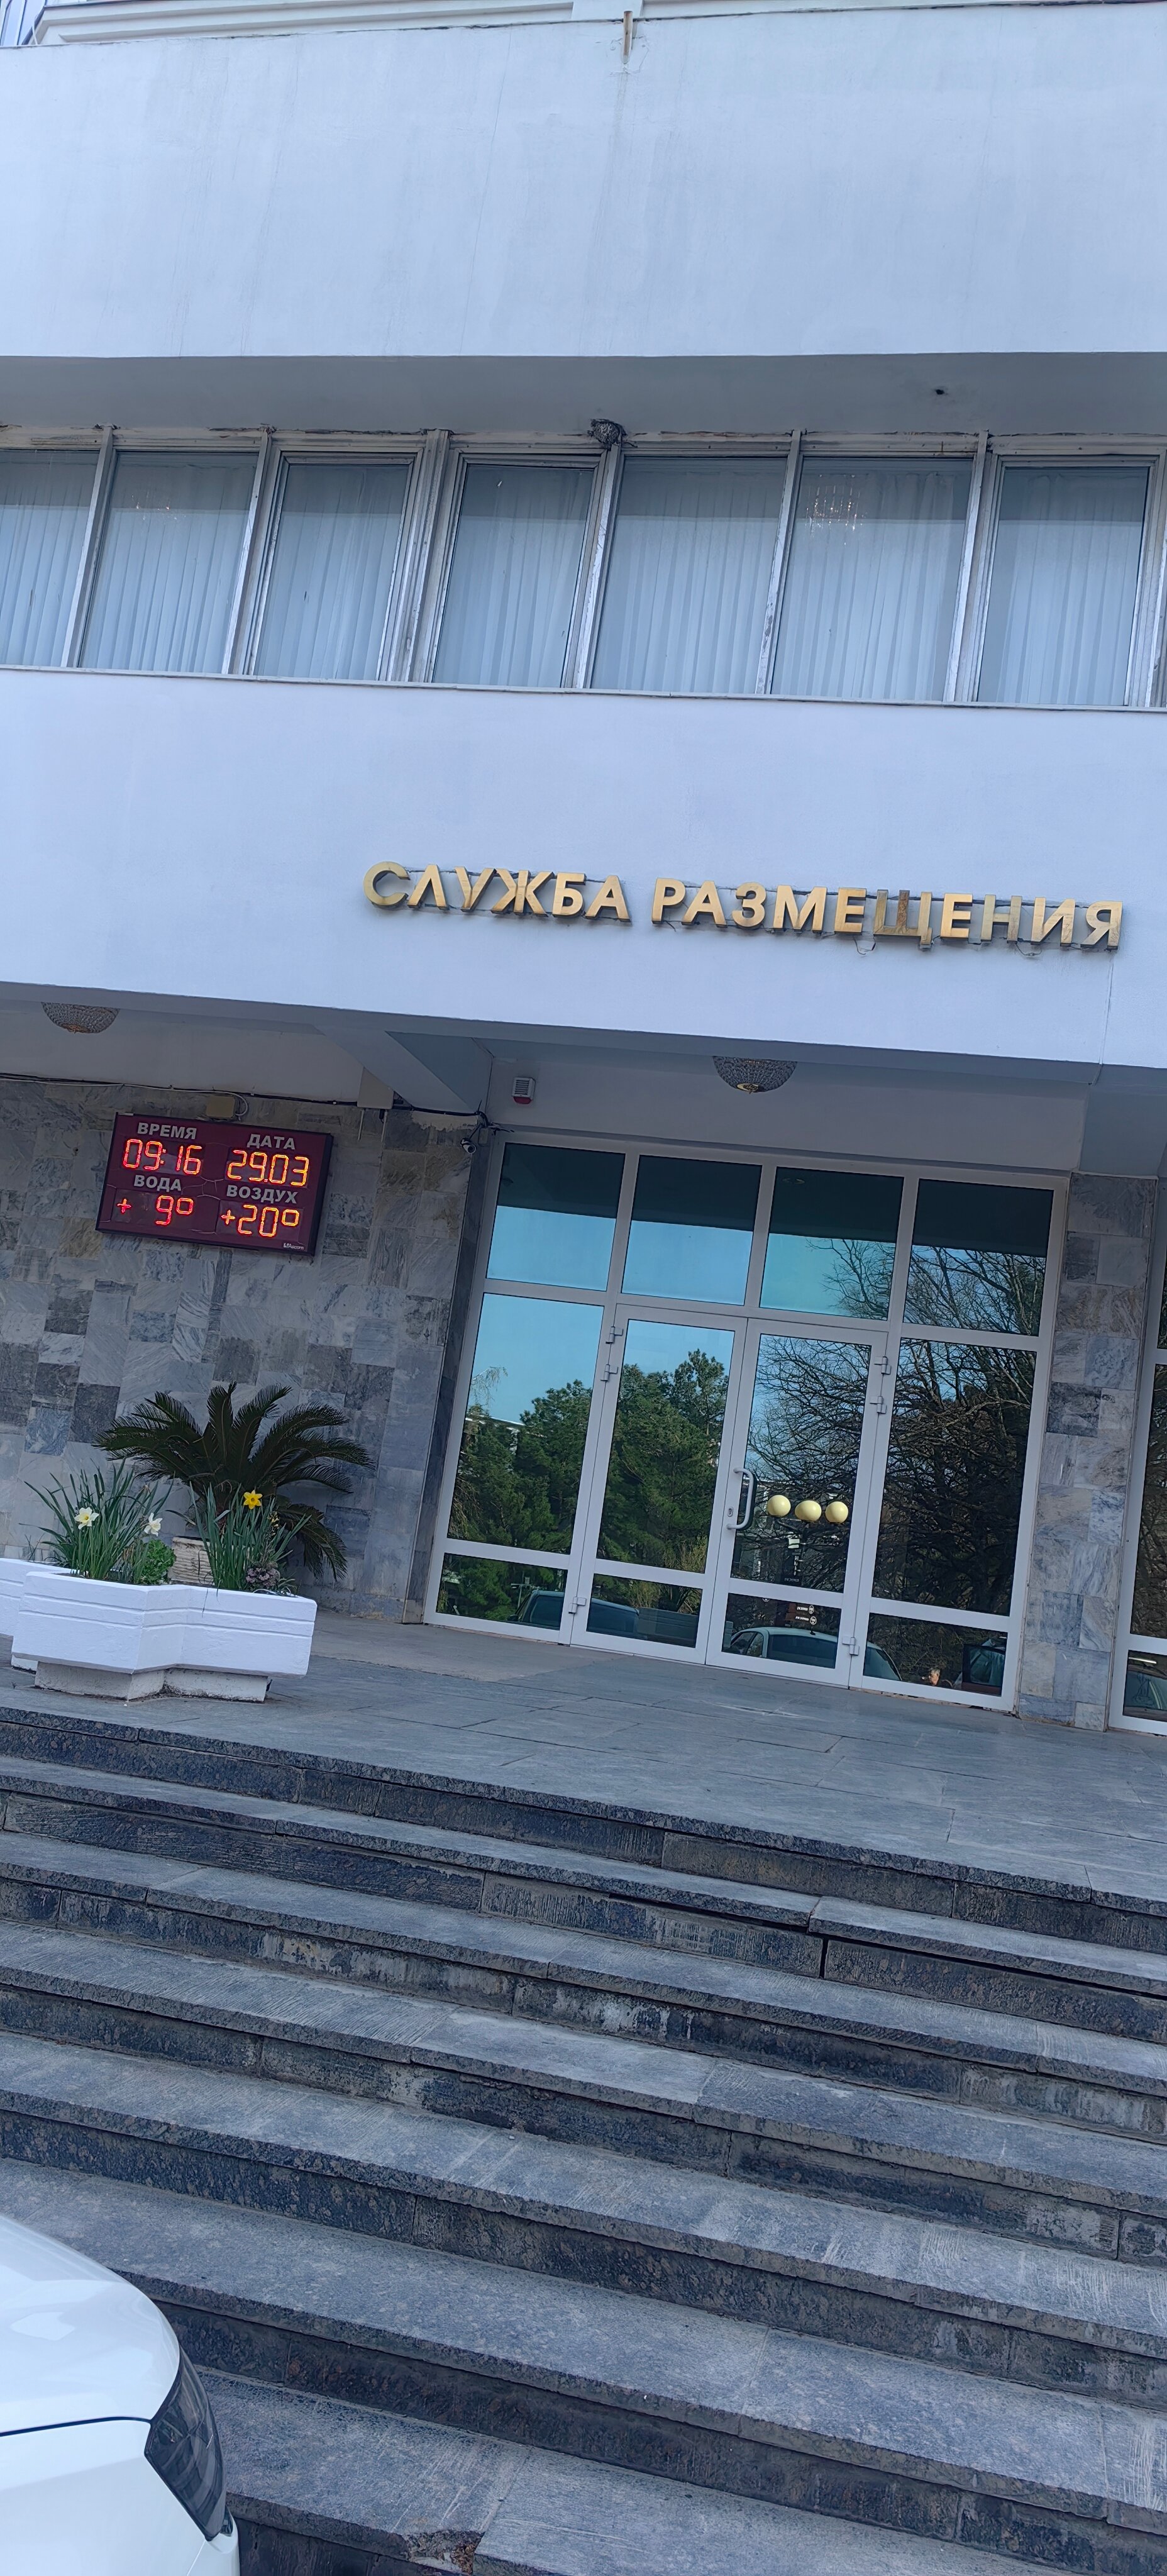 СЛУЖБА РАЗМЕЩЕНИЯ
ВРЕМЯ ДАТА
09:16 29.03
ВОДА ВОЗДУХ
+ 9° +20°